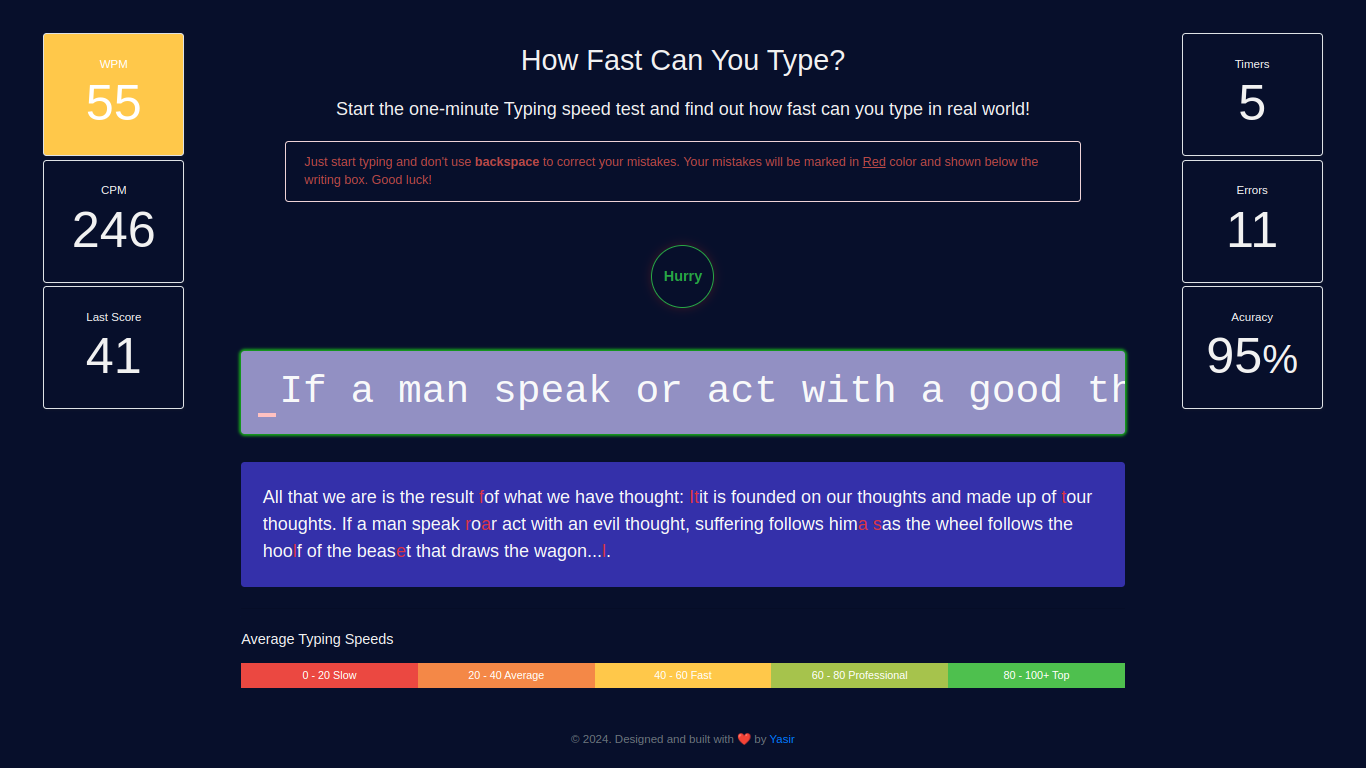 WPM
55
CPM
246
Last Score
41
How Fast Can You Type?
Start the one-minute Typing speed test and find out how fast can you type in real world!
Just start typing and don't use backspace to correct your mistakes. Your mistakes will be marked in Red color and shown below the
writing box. Good luck!
Hurry
_If a man speak or act with a good th
All that we are is the result fof what we have thought: Itit is founded on our thoughts and made up of tour
thoughts. If a man speak roar act with an evil thought, suffering follows hima sas the wheel follows the
hoolf of the beaset that draws the wagon...l.
Average Typing Speeds
0 - 20 Slow
20 - 40 Average
40 - 60 Fast
60 - 80 Professional
80 - 100+ Top
© 2024. Designed and built with ❤️ by Yasir
Timers
5
Errors
11
Acuracy
95%